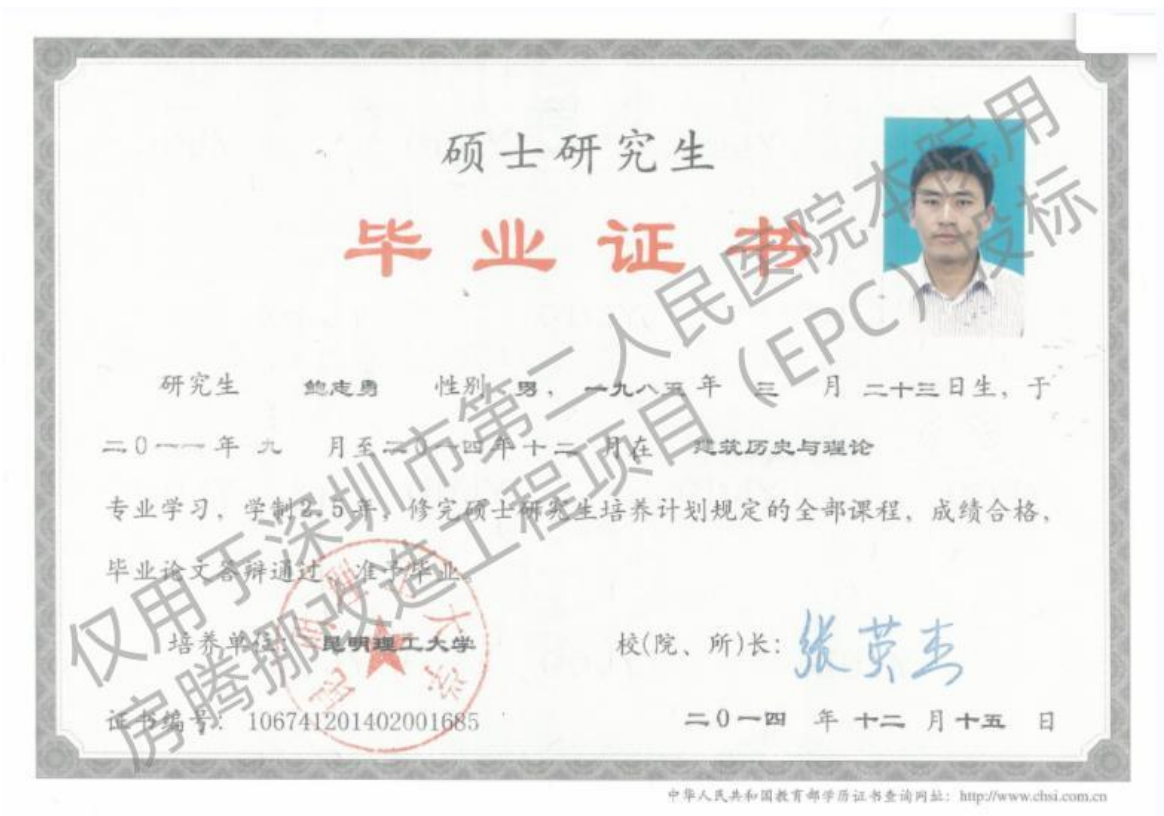 硕士研究生
毕业证书
研究生 鲍志勇 性别 男， 一九八五年 三 月 二十三日生，于
二0一一年 九 月至二0一四年十二 月在 建筑历史与理论
专业学习，学制2.5年，修完硕士研究生培养计划规定的全部课程，成绩合格，
毕业论文答辩通过，准予毕业。
培养单位：昆明理工大学
校(院、所)长：张英杰
证书编号：106741201402001685
二0一四 年 十二 月十五 日
昆明理工大学
中华人民共和国教育部学历证书查询网址：http://www.chsi.com.cn
仅用于深圳市第二人民医院本院用
房腾挪改造工程项目（EPC）投标